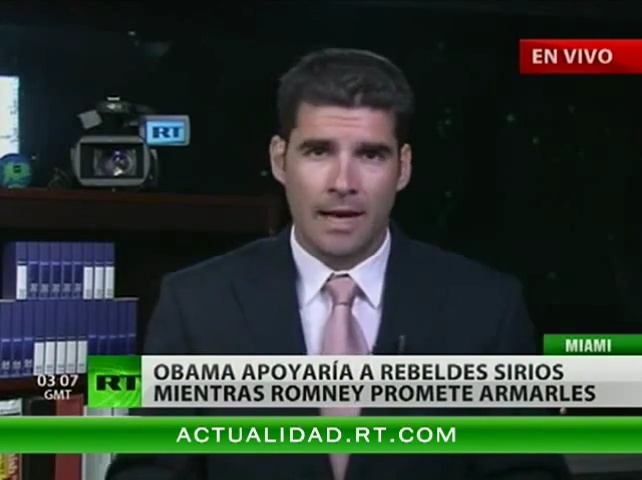 EN VIVO
RT
MIAMI
03:07
GMT
RT
OBAMA APOYARÍA A REBELDES SIRIOS
MIENTRAS ROMNEY PROMETE ARMARLES
ACTUALIDAD.RT.COM